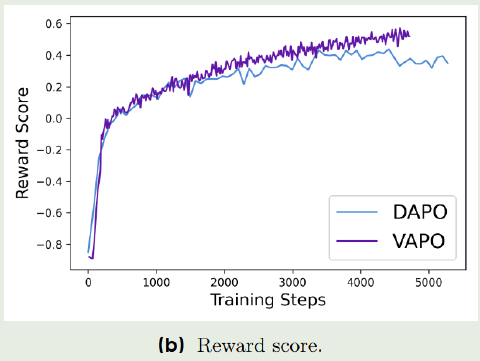 0.6
0.4
0.2
0.0
−0.2
−0.4
−0.6
−0.8
Reward Score
DAPO
VAPO
0 1000 2000 3000 4000 5000
Training Steps
(b) Reward score.